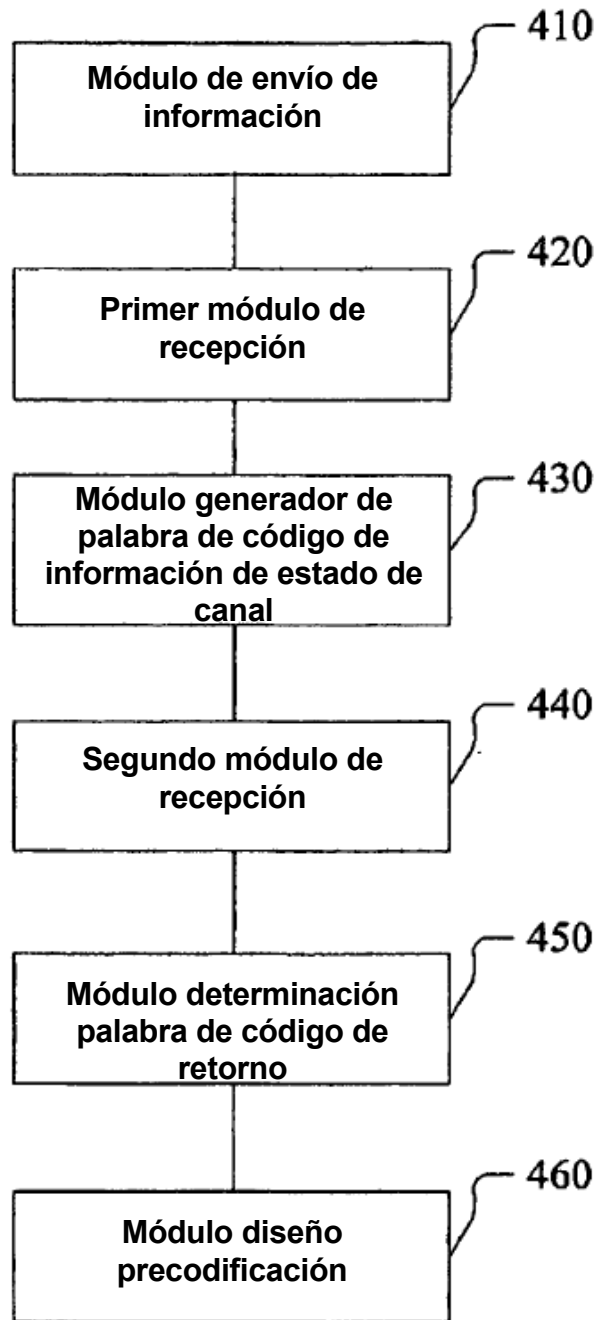 410
Módulo de envío de
información
420
Primer módulo de
recepción
430
Módulo generador de
palabra de código de
información de estado de
canal
440
Segundo módulo de
recepción
450
Módulo determinación
palabra de código de
retorno
460
Módulo diseño
precodificación